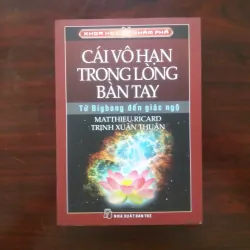 KHOA HỌC KHÁM PHÁ
CÁI VÔ HẠN
TRONG LÒNG
BÀN TAY
Từ Bigbang đến giác ngộ
MATTHIEU RICARD
TRỊNH XUÂN THUẬN
NHÀ XUẤT BẢN TRẺ